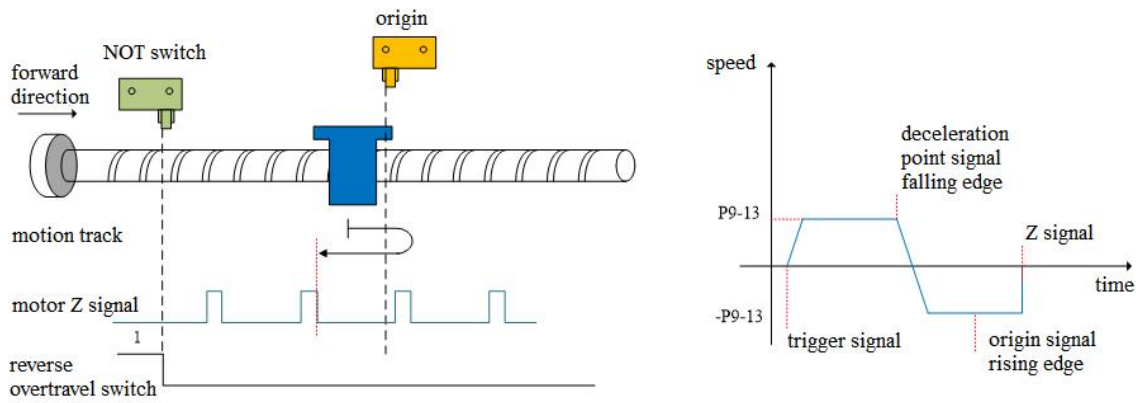 origin
NOT switch
forward
direction
motion track
motor Z signal
1
reverse
overtravel switch
speed
deceleration
point signal
falling edge
P9-13
Z signal
time
-P9-13
trigger signal
origin signal
rising edge